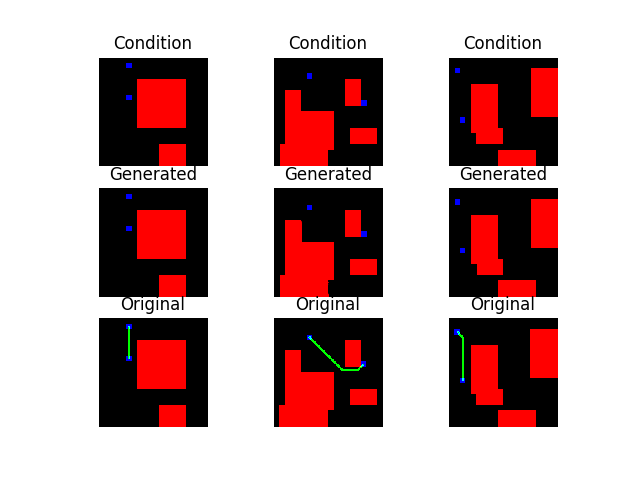 Condition Condition Condition
Generated Generated Generated
Original Original Original